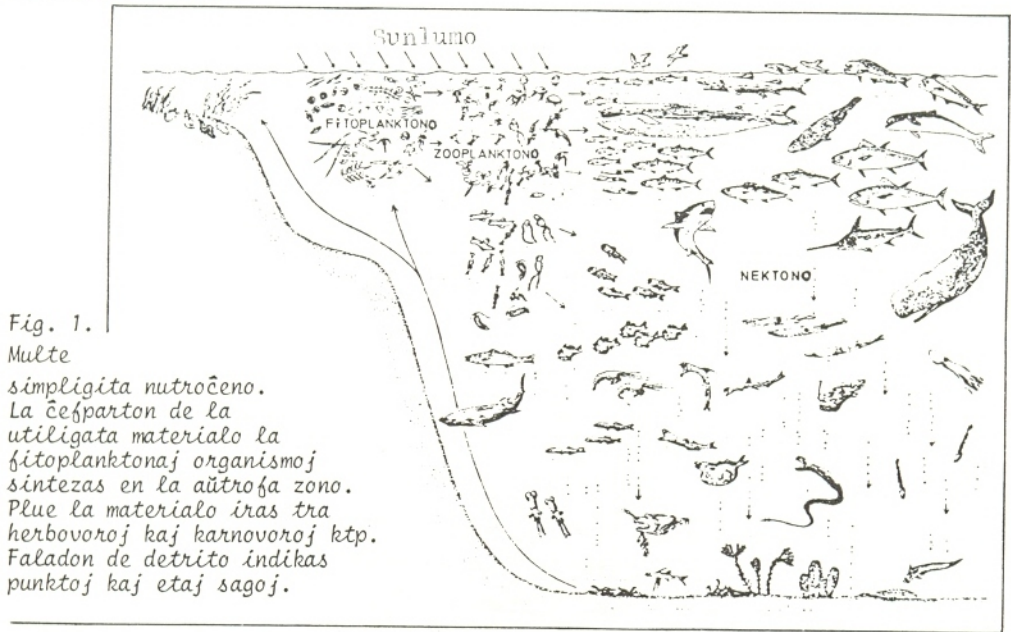 Sunlumo
FITOPLANKTONO
ZOOPLANKTONO
NEKTONO
Fig. 1.
Multe
simpligita nutroĉeno.
La ĉefparton de la
utiligata materialo la
fitoplanktonaj organismoj
sintezas en la aŭtrofa zono.
Plue la materialo iras tra
herbovoroj kaj karnovoroj ktp.
Faladon de detrito indikas
punktoj kaj etaj sagoj.